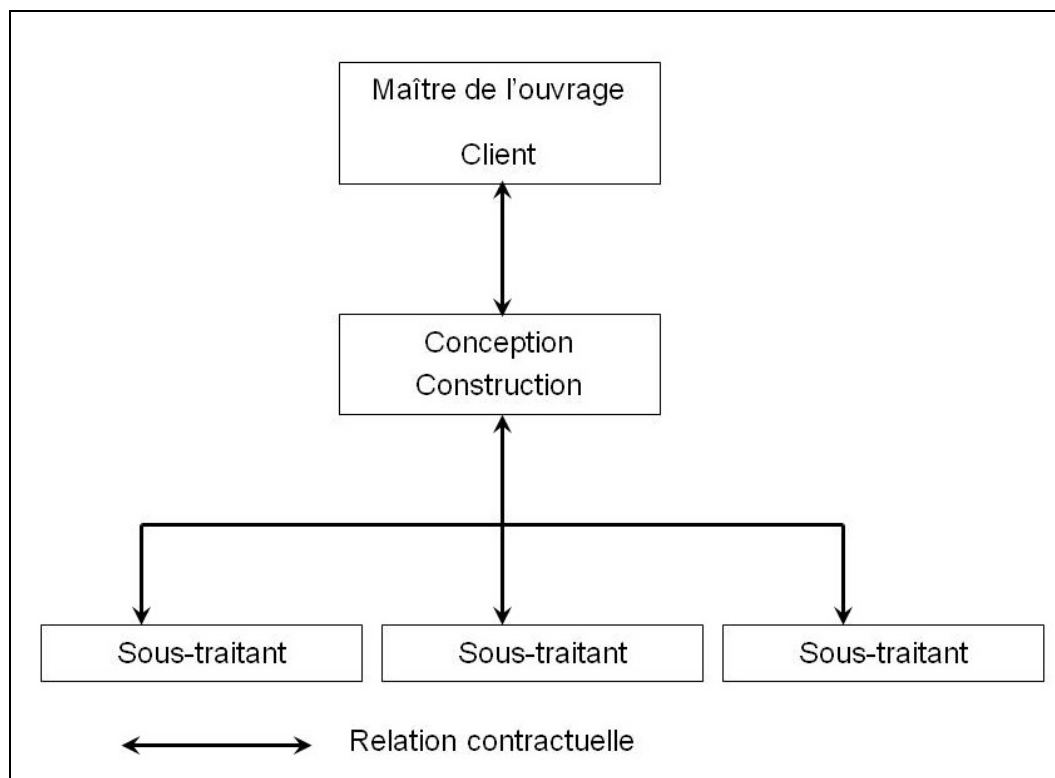 Maître de l'ouvrage
Client
Conception
Construction
Sous-traitant
Sous-traitant
Sous-traitant
Relation contractuelle